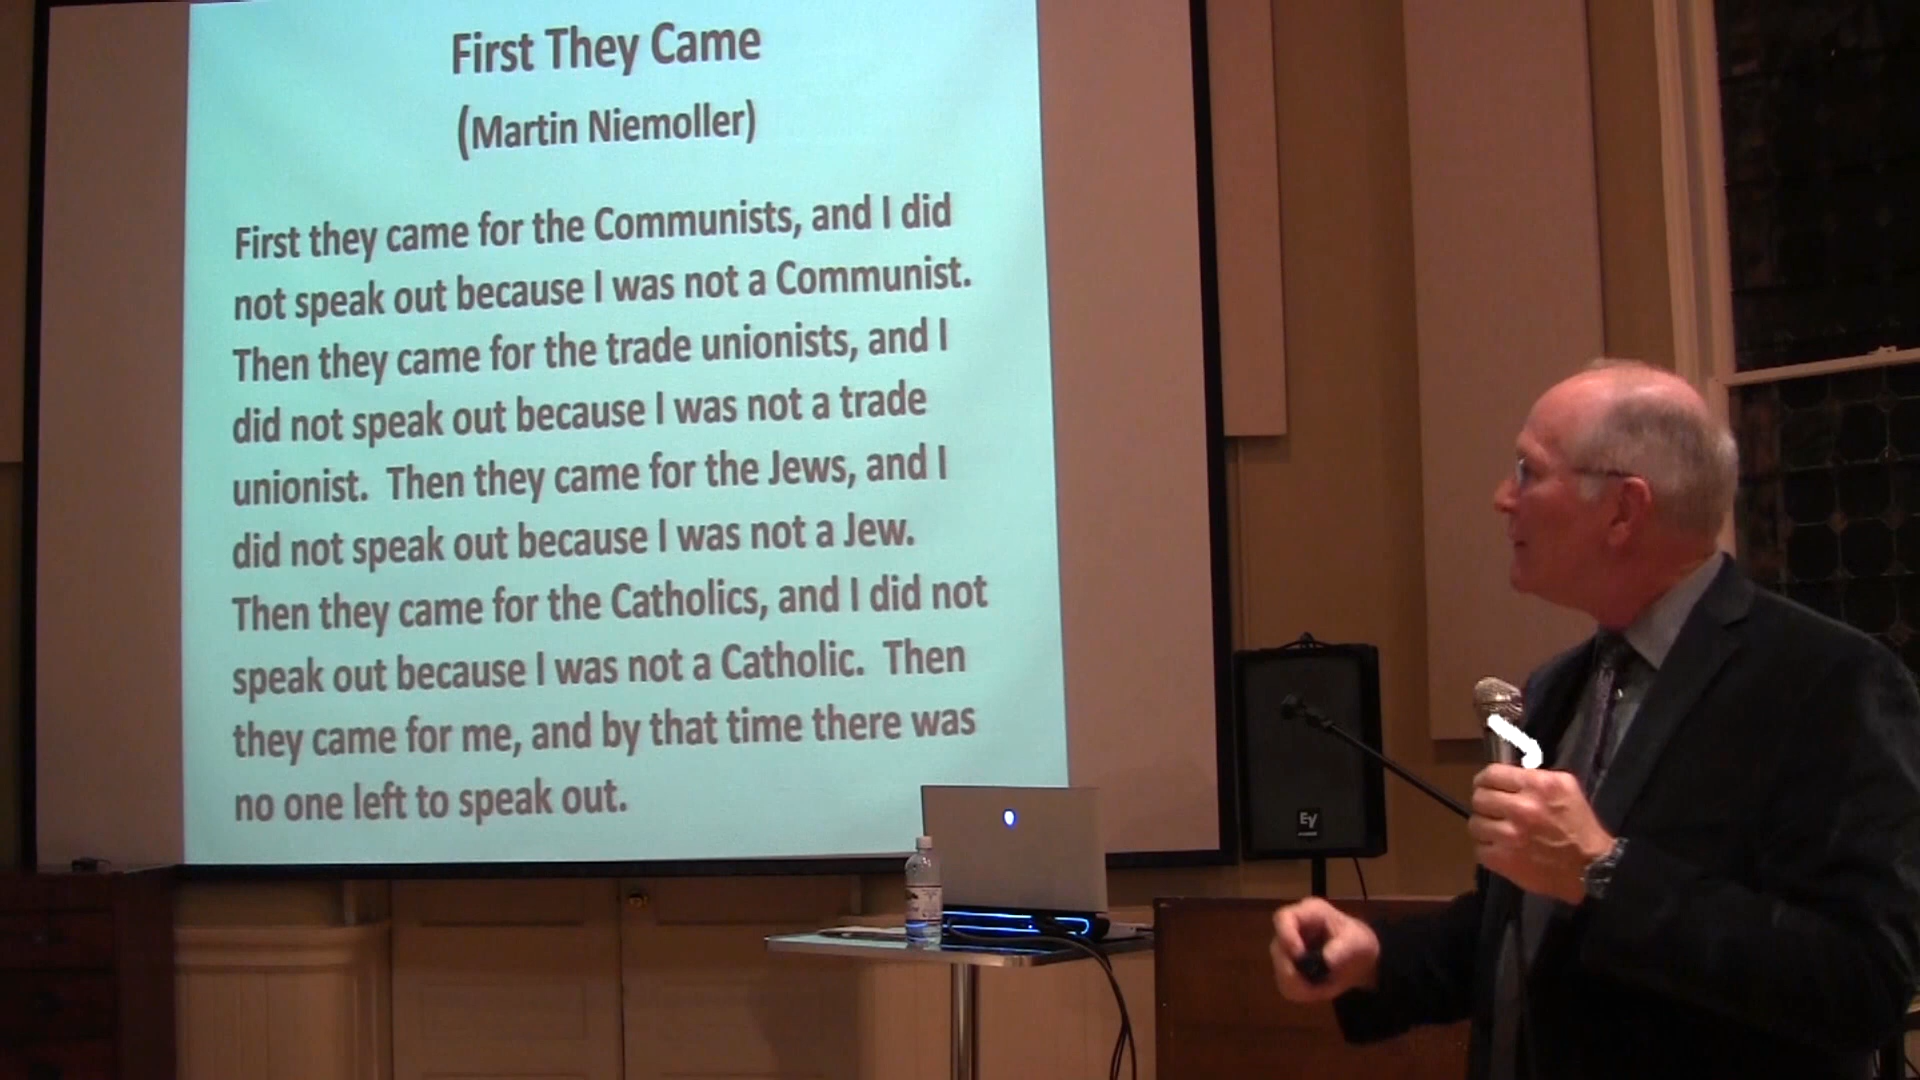 First They Came
(Martin Niemoller)
First they came for the Communists, and I did
not speak out because I was not a Communist.
Then they came for the trade unionists, and I
did not speak out because I was not a trade
unionist.  Then they came for the Jews, and I
did not speak out because I was not a Jew.
Then they came for the Catholics, and I did not
speak out because I was not a Catholic.  Then
they came for me, and by that time there was
no one left to speak out.
EV